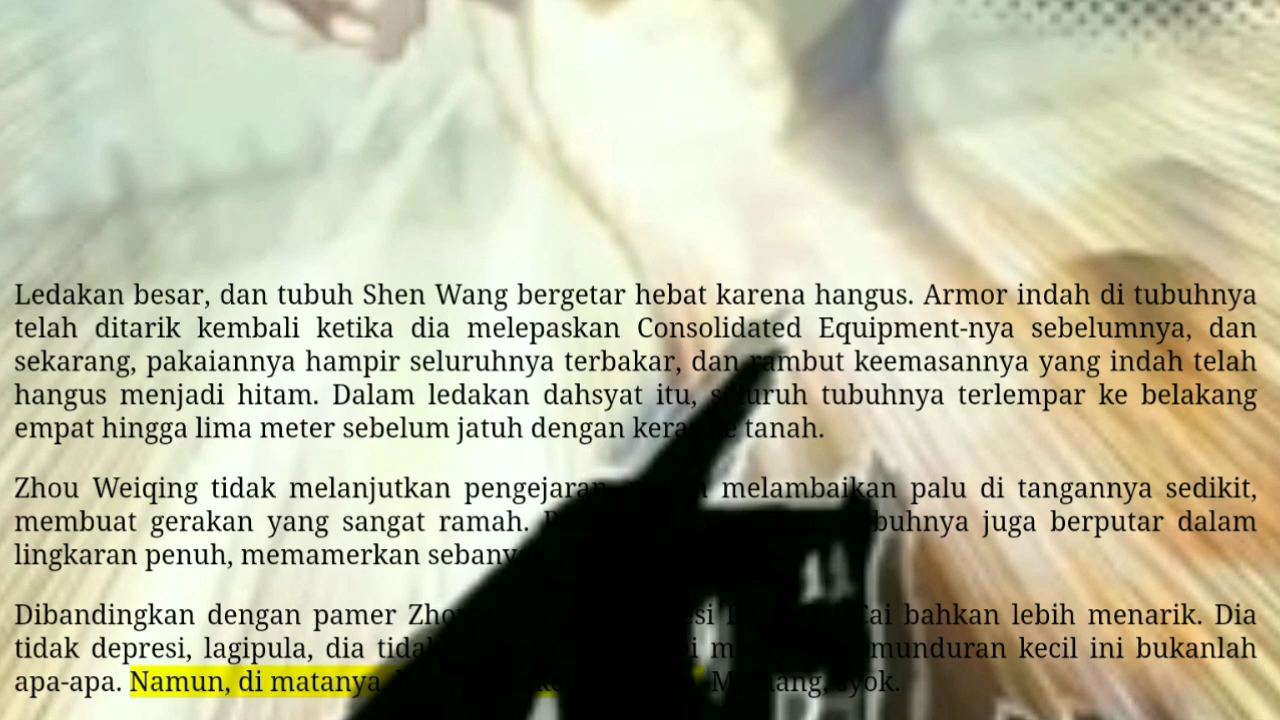 Ledakan besar, dan tubuh Shen Wang bergetar hebat karena hangus. Armor indah di tubuhnya
telah ditarik kembali ketika dia melepaskan Consolidated Equipment-nya sebelumnya, dan
sekarang, pakaiannya hampir seluruhnya terbakar, dan rambut keemasannya yang indah telah
hangus menjadi hitam. Dalam ledakan dahsyat itu, seluruh tubuhnya terlempar ke belakang
empat hingga lima meter sebelum jatuh dengan keras ke tanah.
Zhou Weiqing tidak melanjutkan pengejaran melambaikan palu di tangannya sedikit,
membuat gerakan yang sangat ramah. tubuhnya juga berputar dalam
lingkaran penuh, memamerkan
Dibandingkan dengan pamer Zhou Cai bahkan lebih menarik. Dia
tidak depresi, lagipula, dia kemunduran kecil ini bukanlah
apa-apa. Namun, di matanya, syok.